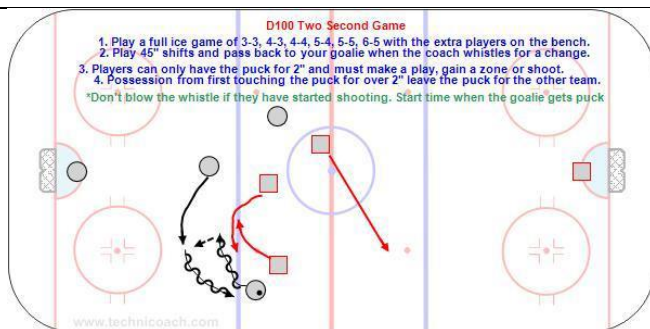 D100 Two Second Game
1. Play a full ice game of 3-3, 4-3, 4-4, 5-4, 5-5, 6-5 with the extra players on the bench.
2. Play 45" shifts and pass back to your goalie when the coach whistles for a change.
3. Players can only have the puck for 2" and must make a play, gain a zone or shoot.
4. Possession from first touching the puck for over 2" leave the puck for the other team.
*Don't blow the whistle if they have started shooting. Start time when the goalie gets puck
www.technicoach.com